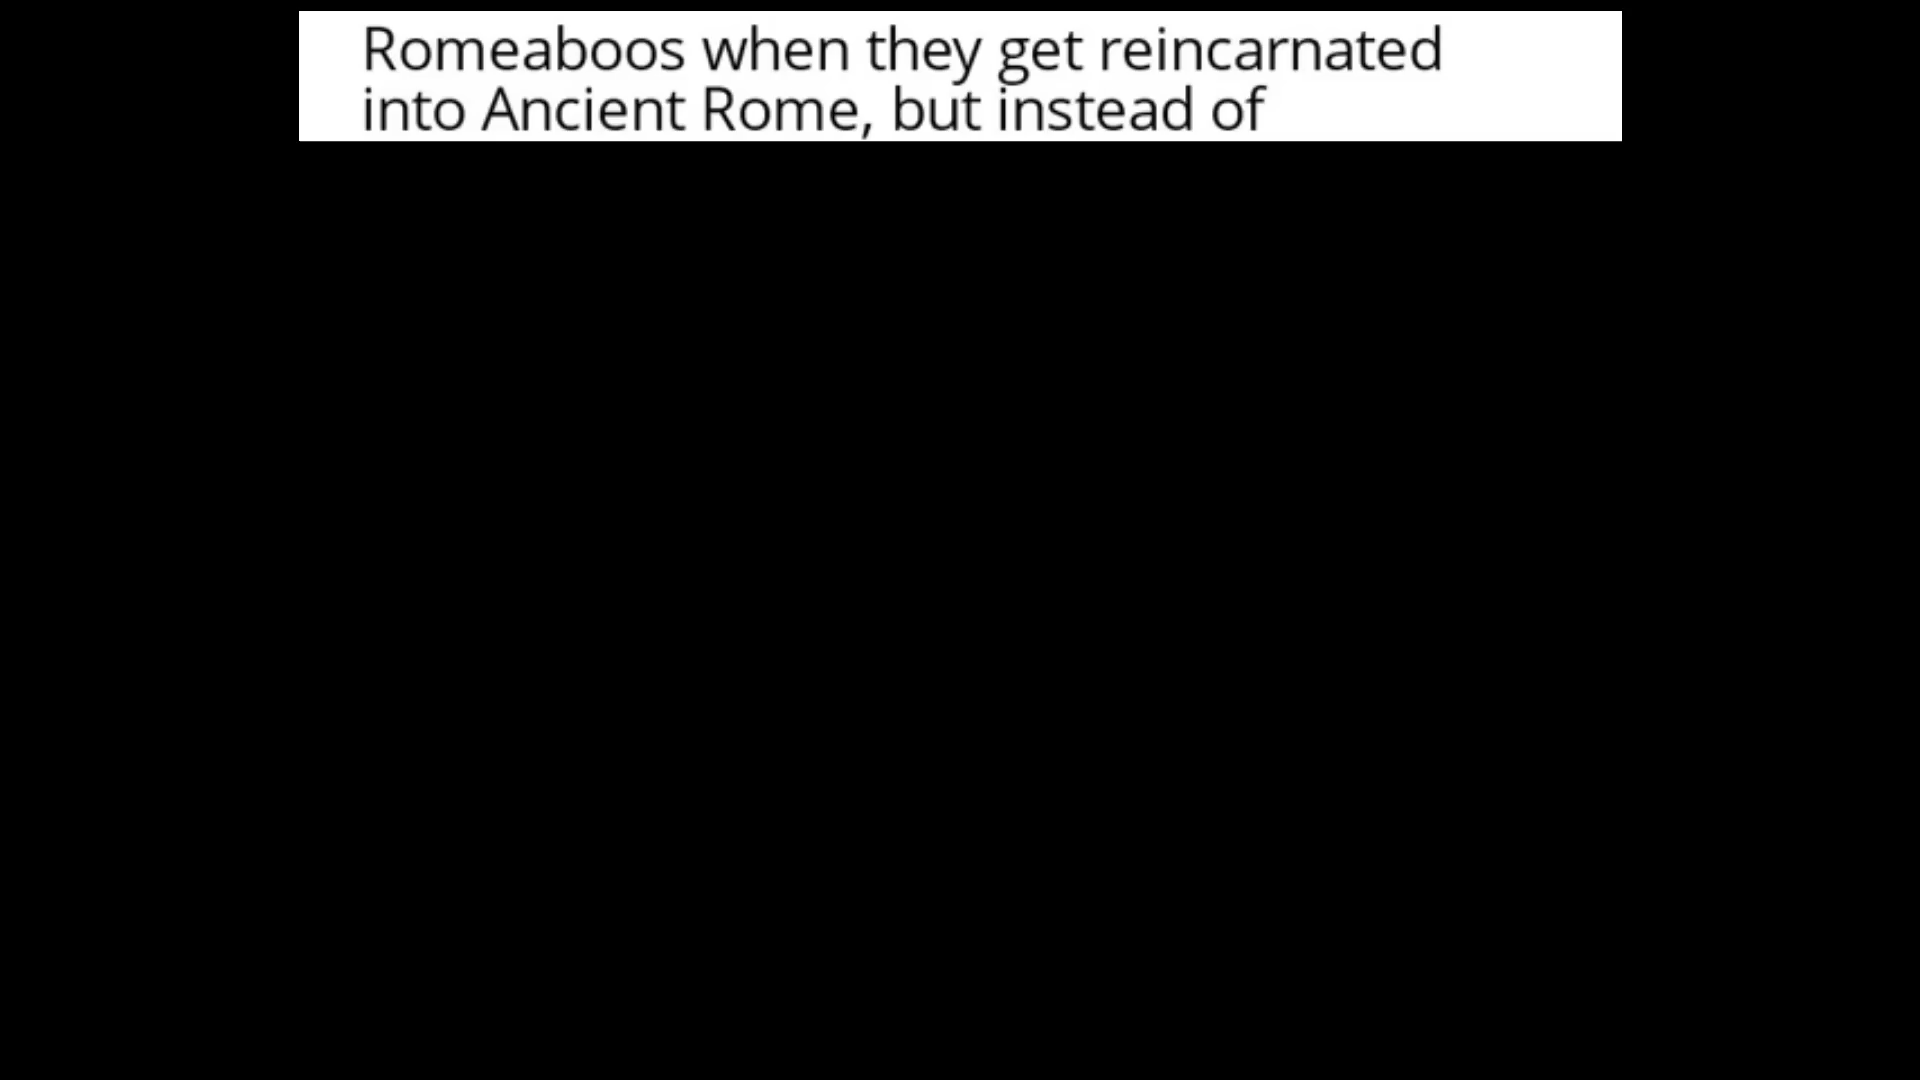 Romeaboos when they get reincarnated
into Ancient Rome, but instead of